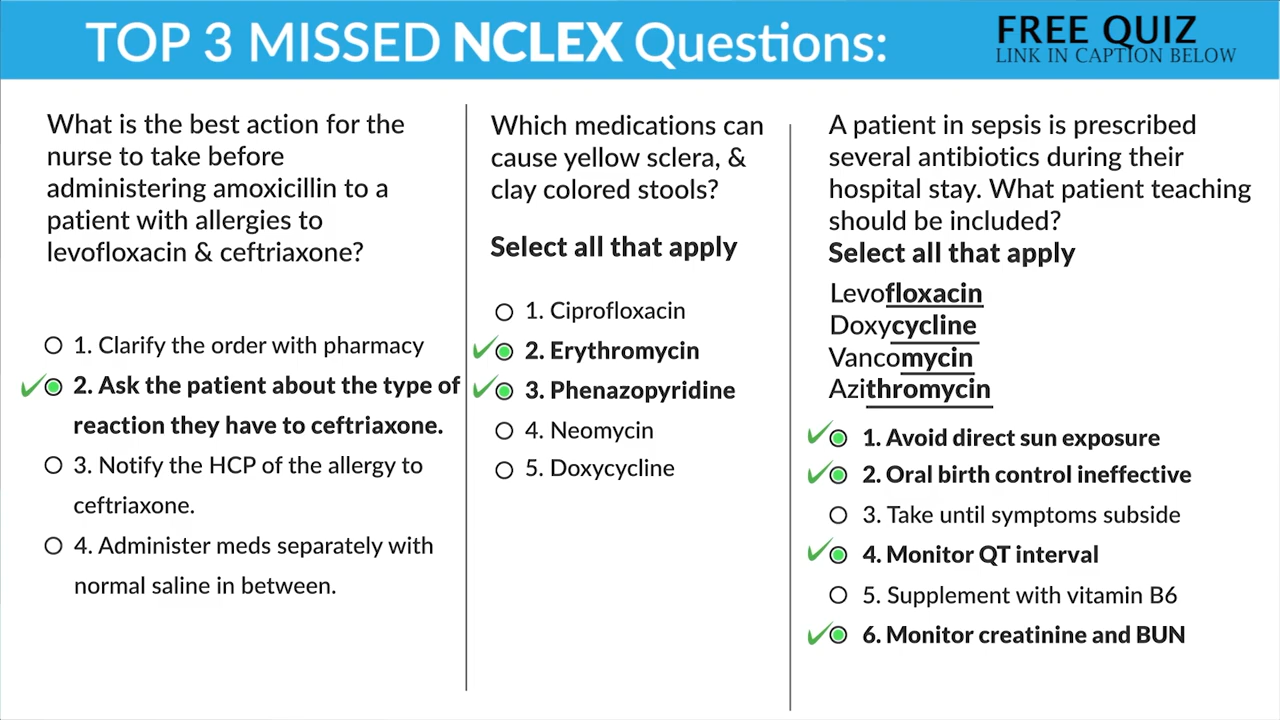 TOP 3 MISSED NCLEX Questions:
FREE QUIZ
LINK IN CAPTION BELOW
What is the best action for the
nurse to take before
administering amoxicillin to a
patient with allergies to
levofloxacin & ceftriaxone?
1. Clarify the order with pharmacy
2. Ask the patient about the type of
reaction they have to ceftriaxone.
3. Notify the HCP of the allergy to
ceftriaxone.
4. Administer meds separately with
normal saline in between.
Which medications can
cause yellow sclera, &
clay colored stools?
Select all that apply
1. Ciprofloxacin
2. Erythromycin
3. Phenazopyridine
4. Neomycin
5. Doxycycline
A patient in sepsis is prescribed
several antibiotics during their
hospital stay. What patient teaching
should be included?
Select all that apply
Levofloxacin
Doxycycline
Vancomycin
Azithromycin
1. Avoid direct sun exposure
2. Oral birth control ineffective
3. Take until symptoms subside
4. Monitor QT interval
5. Supplement with vitamin B6
6. Monitor creatinine and BUN